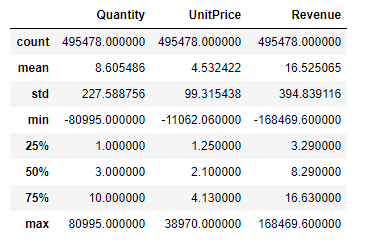 Quantity UnitPrice Revenue
count 495478.000000 495478.000000 495478.000000
mean 8.605486 4.532422 16.525065
std 227.588756 99.315438 394.839116
min -80995.000000 -11062.060000 -168469.600000
25% 1.000000 1.250000 3.290000
50% 3.000000 2.100000 8.290000
75% 10.000000 4.130000 16.630000
max 80995.000000 38970.000000 168469.600000